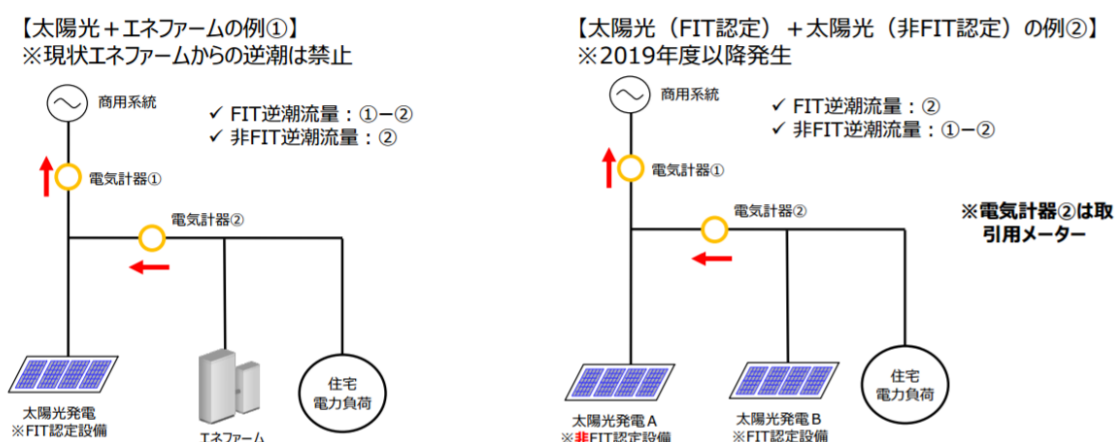 【太陽光+エネファームの例①】
※現状エネファームからの逆潮は禁止
商用系統
✓ FIT逆潮流量:①−②
✓ 非FIT逆潮流量:②
電気計器①
電気計器②
太陽光発電
※FIT認定設備
エネファーム
住宅
電力負荷
【太陽光(FIT認定)+太陽光(非FIT認定)の例②】
※2019年度以降発生
商用系統
✓ FIT逆潮流量:②
✓ 非FIT逆潮流量:①−②
電気計器①
電気計器②
※電気計器②は取
引用メーター
太陽光発電A
※非FIT認定設備
太陽光発電B
※FIT認定設備
住宅
電力負荷